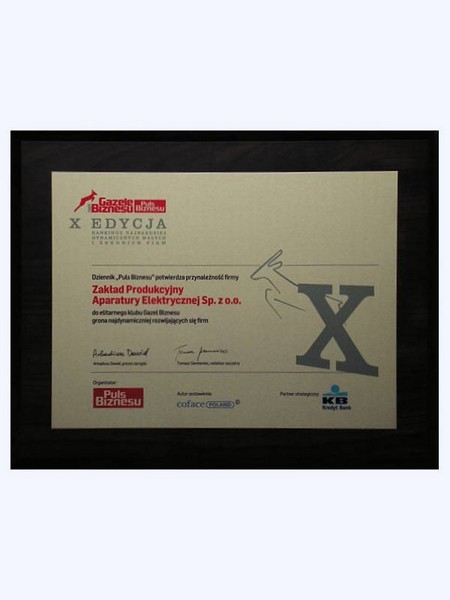 Gazele
Biznesu
Puls
Biznesu
X EDYCJA
RANKINGU NAJBARDZIEJ
DYNAMICZNYCH MAŁYCH
I ŚREDNICH FIRM
Dziennik „Puls Biznesu” potwierdza przynależność firmy
Zakład Produkcyjny
Aparatury Elektrycznej Sp. z o.o.
do elitarnego klubu Gazel Biznesu
grona najdynamiczniej rozwijających się firm
X
Organizator:
Puls
Biznesu
Autor zestawienia:
coface POLAND
Partner strategiczny:
KB
Kredyt Bank